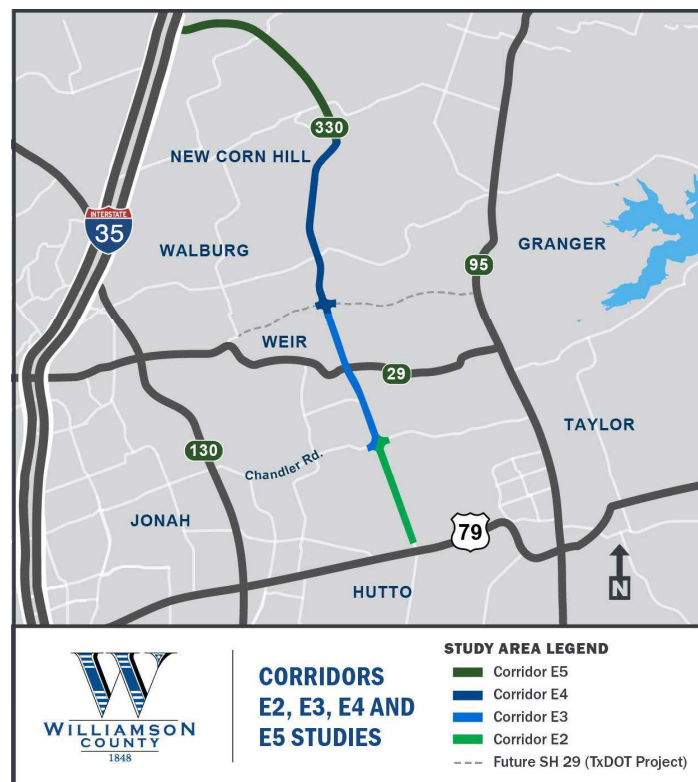 330
NEW CORN HILL
INTERSTATE
35
WALBURG
GRANGER
95
WEIR
29
TAYLOR
130
Chandler Rd.
JONAH
79
HUTTO
N
W
WILLIAMSON
COUNTY
1848
CORRIDORS
E2, E3, E4 AND
E5 STUDIES
STUDY AREA LEGEND
Corridor E5
Corridor E4
Corridor E3
Corridor E2
Future SH 29 (TxDOT Project)